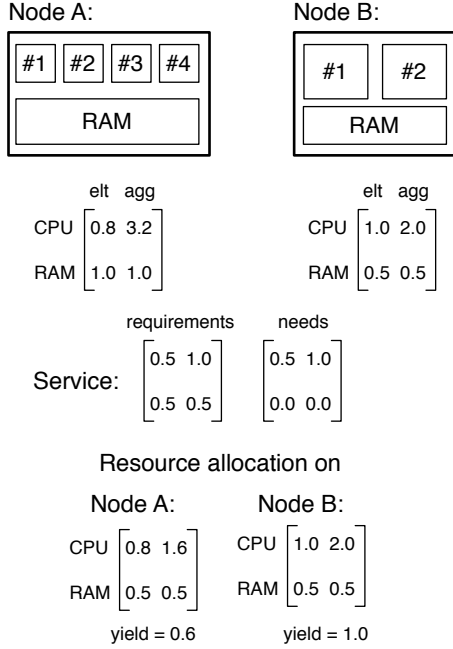 Node A: Node B:
#1 #2 #3 #4 #1 #2
RAM RAM
elt agg elt agg
CPU 0.8 3.2 CPU 1.0 2.0
RAM 1.0 1.0 RAM 0.5 0.5
requirements needs
Service: 0.5 1.0 0.5 1.0
0.5 0.5 0.0 0.0
Resource allocation on
Node A: Node B:
CPU 0.8 1.6 CPU 1.0 2.0
RAM 0.5 0.5 RAM 0.5 0.5
yield = 0.6 yield = 1.0